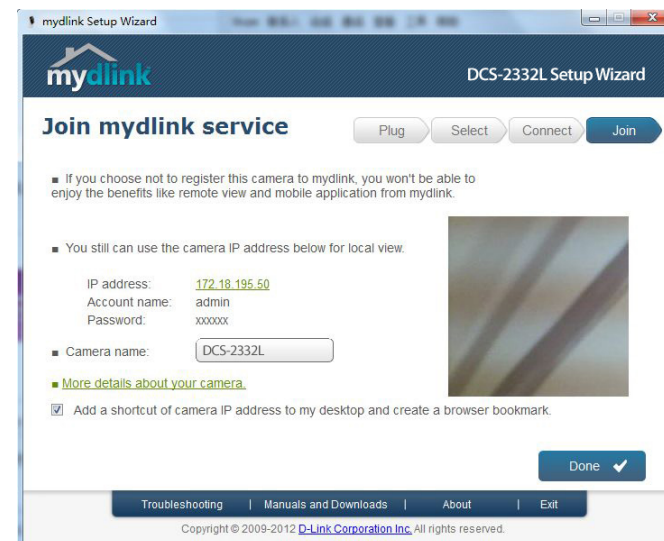 mydlink Setup Wizard
mydlink
DCS-2332L Setup Wizard
Join mydlink service
Plug
Select
Connect
Join
If you choose not to register this camera to mydlink, you won't be able to
enjoy the benefits like remote view and mobile application from mydlink.
You still can use the camera IP address below for local view.
IP address: 172.18.195.50
Account name: admin
Password: xxxxxx
Camera name: DCS-2332L
More details about your camera.
Add a shortcut of camera IP address to my desktop and create a browser bookmark.
Done
Troubleshooting | Manuals and Downloads | About | Exit
Copyright © 2009-2012 D-Link Corporation Inc. All rights reserved.